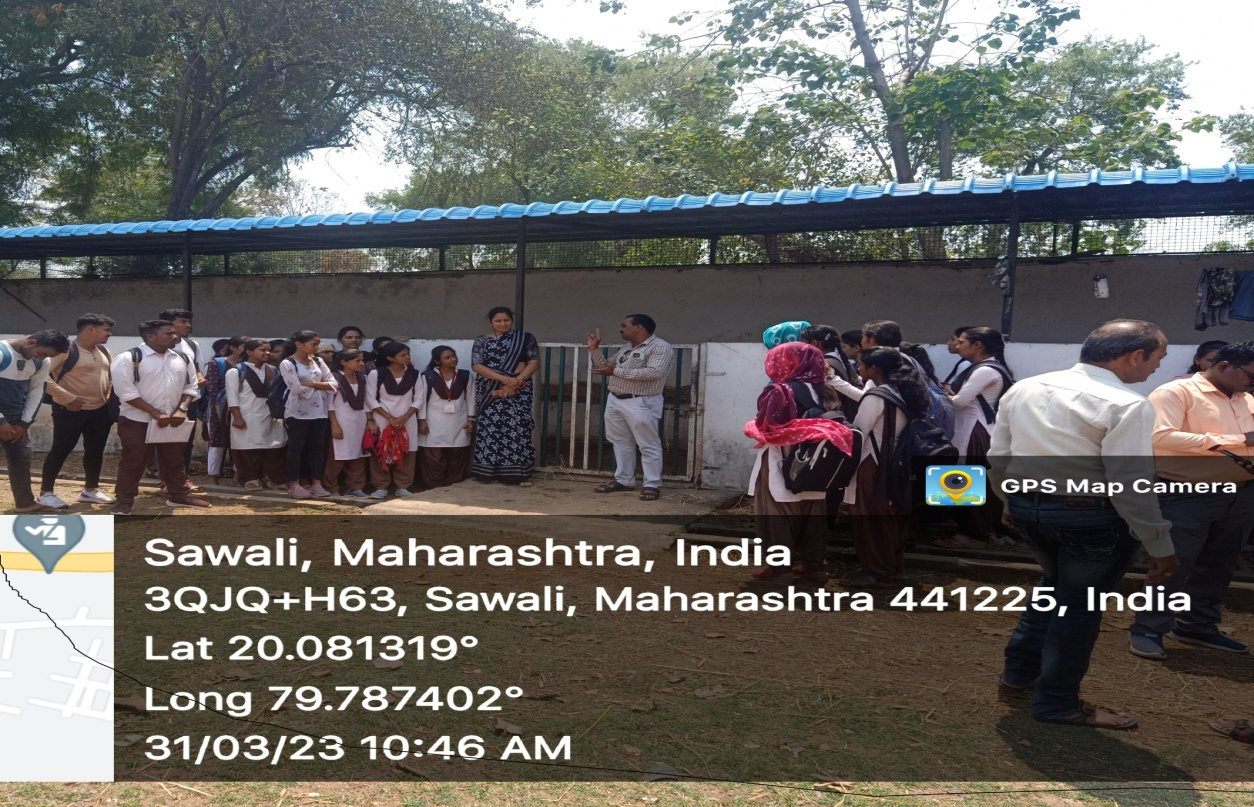 GPS Map Camera
Sawali, Maharashtra, India
3QJQ+H63, Sawali, Maharashtra 441225, India
Lat 20.081319°
Long 79.787402°
31/03/23 10:46 AM